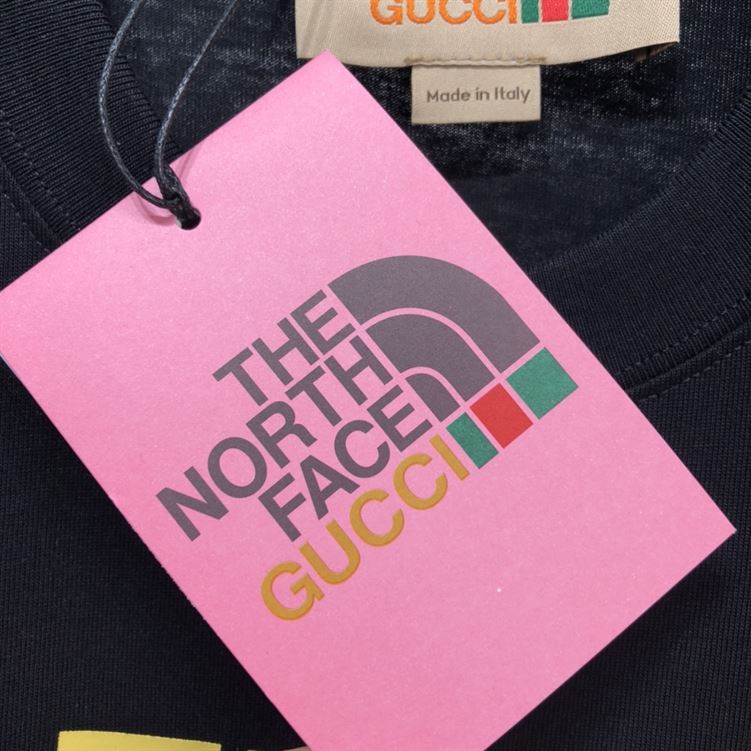 GUCCI
Made in Italy
THE
NORTH
FACE
GUCCI